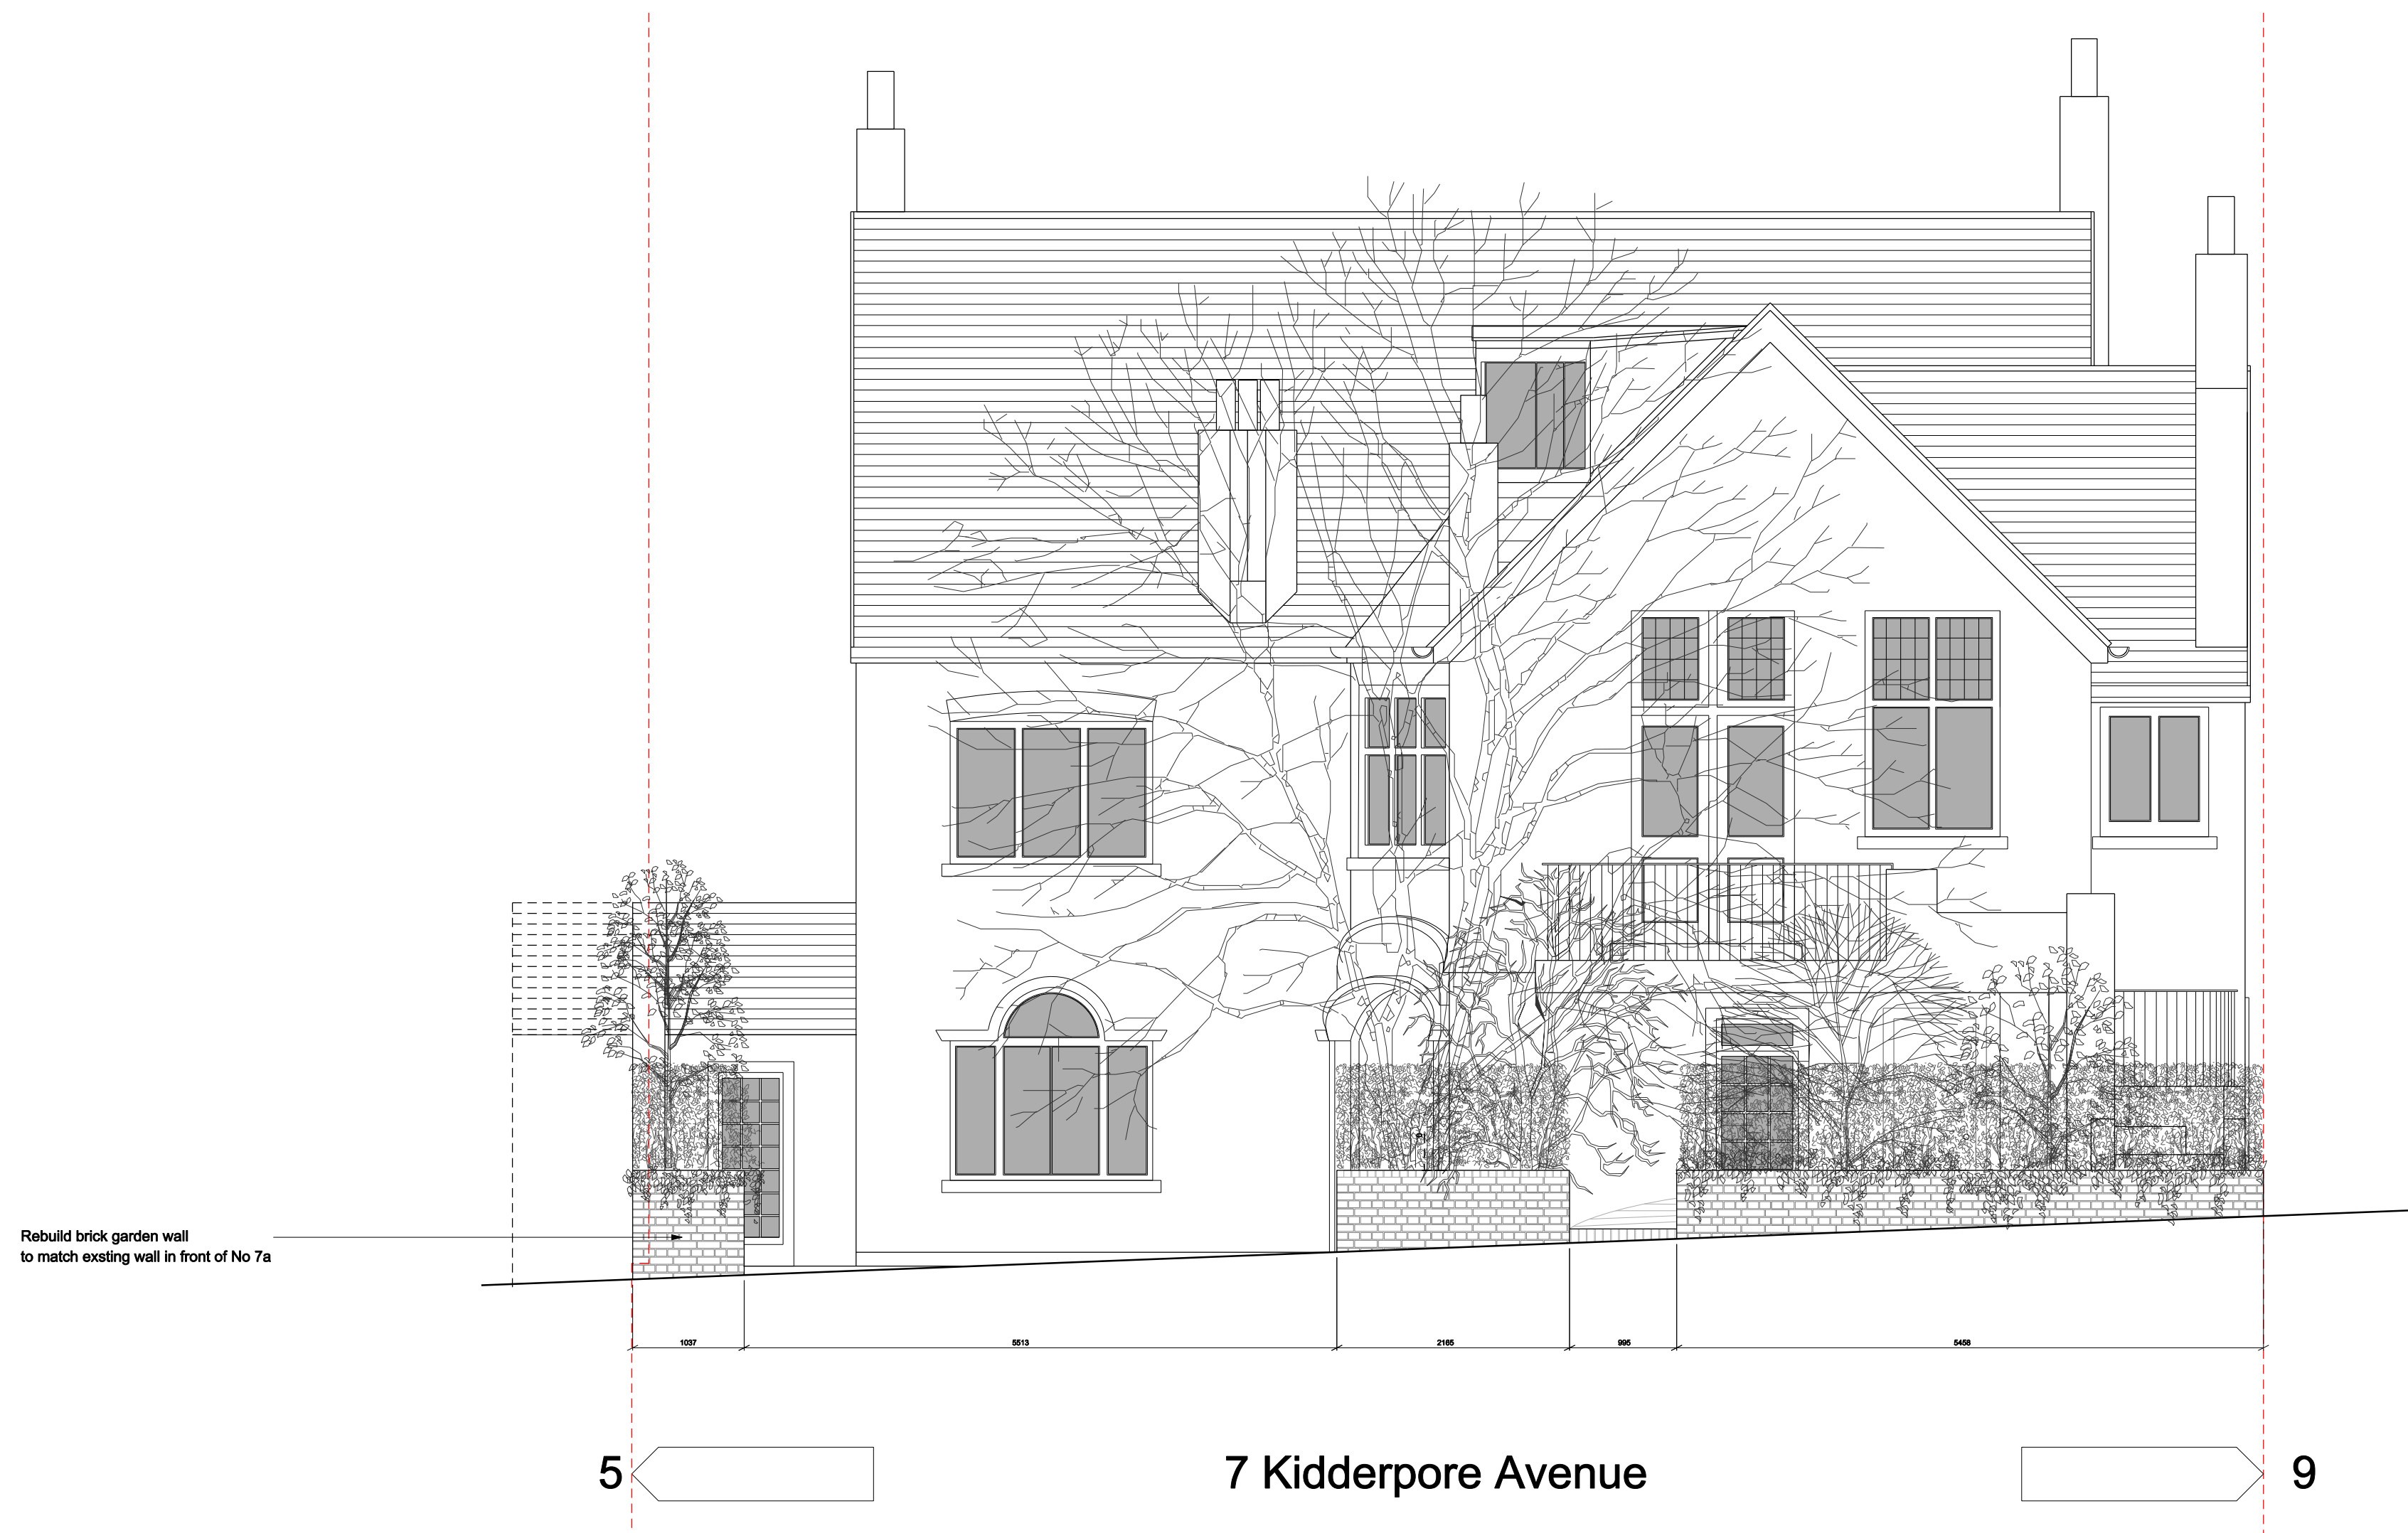 Rebuild brick garden wall
to match exsting wall in front of No 7a
1037 5513 2165 995 5458
5 7 Kidderpore Avenue 9